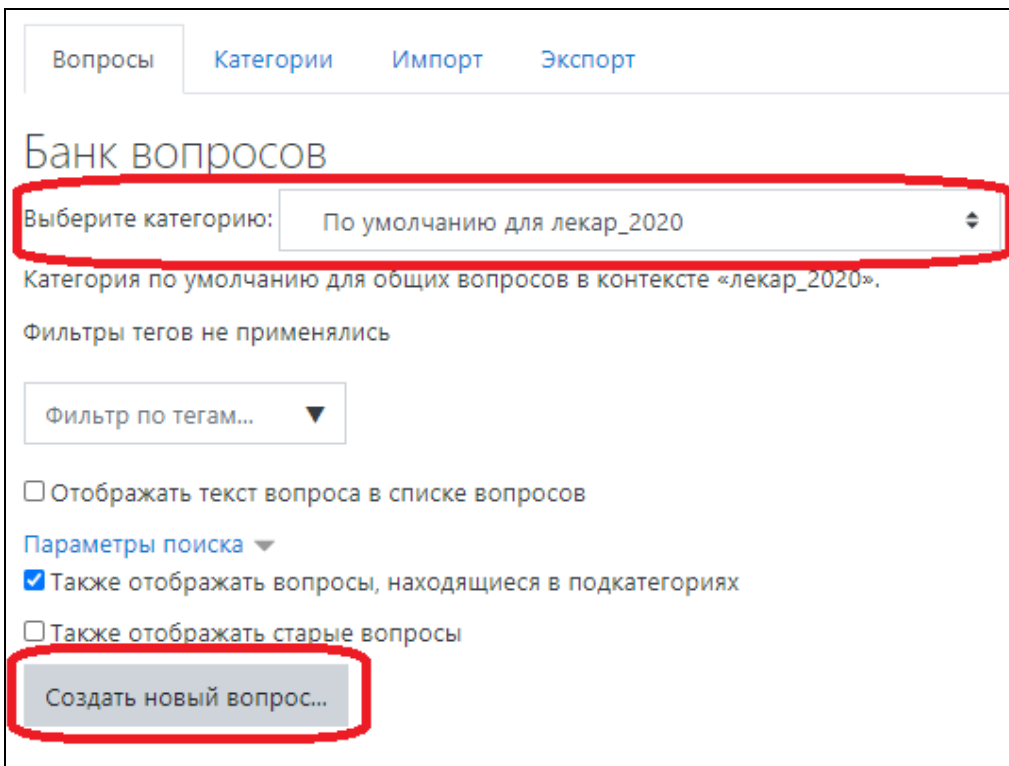 Вопросы Категории Импорт Экспорт
Банк вопросов
Выберите категорию: По умолчанию для лекар_2020
Категория по умолчанию для общих вопросов в контексте «лекар_2020».
Фильтры тегов не применялись
Фильтр по тегам...
Отображать текст вопроса в списке вопросов
Параметры поиска
Также отображать вопросы, находящиеся в подкатегориях
Также отображать старые вопросы
Создать новый вопрос...